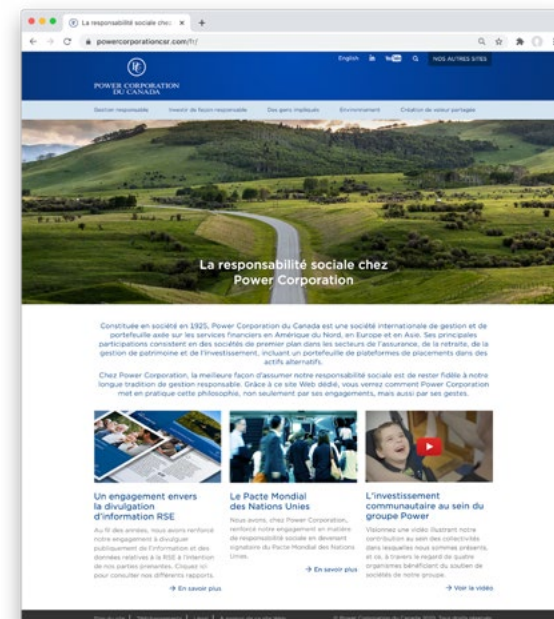 La responsabilité sociale chez
powercorporationcsr.com/fr/
English in YouTube NOS AUTRES SITES
POWER CORPORATION
DU CANADA
Gestion responsable Investir de façon responsable Des gens impliqués Environnement Création de valeur partagée
La responsabilité sociale chez
Power Corporation
Constituée en société en 1925, Power Corporation du Canada est une société internationale de gestion et de
portefeuille axée sur les services financiers en Amérique du Nord, en Europe et en Asie. Ses principales
participations consistent en des sociétés de premier plan dans les secteurs de l'assurance, de la retraite, de la
gestion de patrimoine et de l'investissement, incluant un portefeuille de plateformes de placements dans des
actifs alternatifs.
Chez Power Corporation, la meilleure façon d'assumer notre responsabilité sociale est de rester fidèle à notre
longue tradition de gestion responsable. Grâce à ce site Web dédié, vous verrez comment Power Corporation
met en pratique cette philosophie, non seulement par ses engagements, mais aussi par ses gestes.
Un engagement envers
la divulgation
d'information RSE
Au fil des années, nous avons renforcé
notre engagement à divulguer
publiquement de l'information et des
données relatives à la RSE à l'intention
de nos parties prenantes. Cliquez ici
pour consulter nos différents rapports.
→ En savoir plus
Le Pacte Mondial
des Nations Unies
Nous avons, chez Power Corporation,
renforcé notre engagement en matière
de responsabilité sociale en devenant
signataire du Pacte Mondial des Nations
Unies.
→ En savoir plus
L'investissement
communautaire au sein du
groupe Power
Visionnez une vidéo illustrant notre
contribution au sein des collectivités
dans lesquelles nous sommes présents,
et ce, à travers le regard de quatre
organismes bénéficiant du soutien de
sociétés de notre groupe.
→ Voir la vidéo